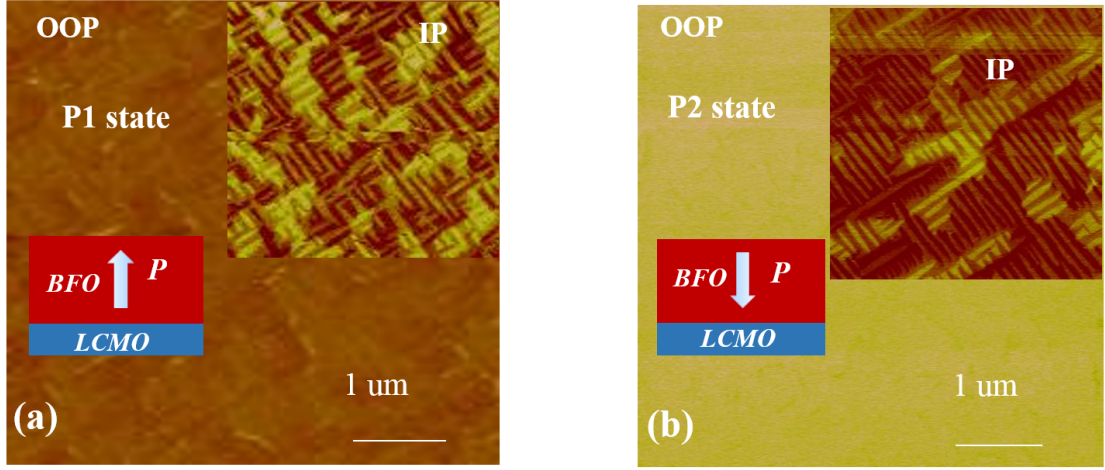 OOP
IP
P1 state
BFO
P
LCMO
1 um
(a)
OOP
IP
P2 state
BFO
P
LCMO
1 um
(b)